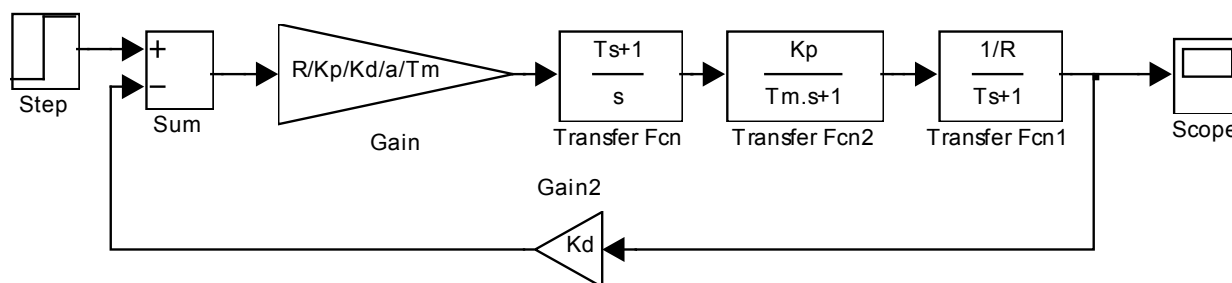 Step
+
−
Sum
R/Kp/Kd/a/Tm
Gain
Ts+1
s
Transfer Fcn
Kp
Tm.s+1
Transfer Fcn2
1/R
Ts+1
Transfer Fcn1
Scope
Gain2
Kd